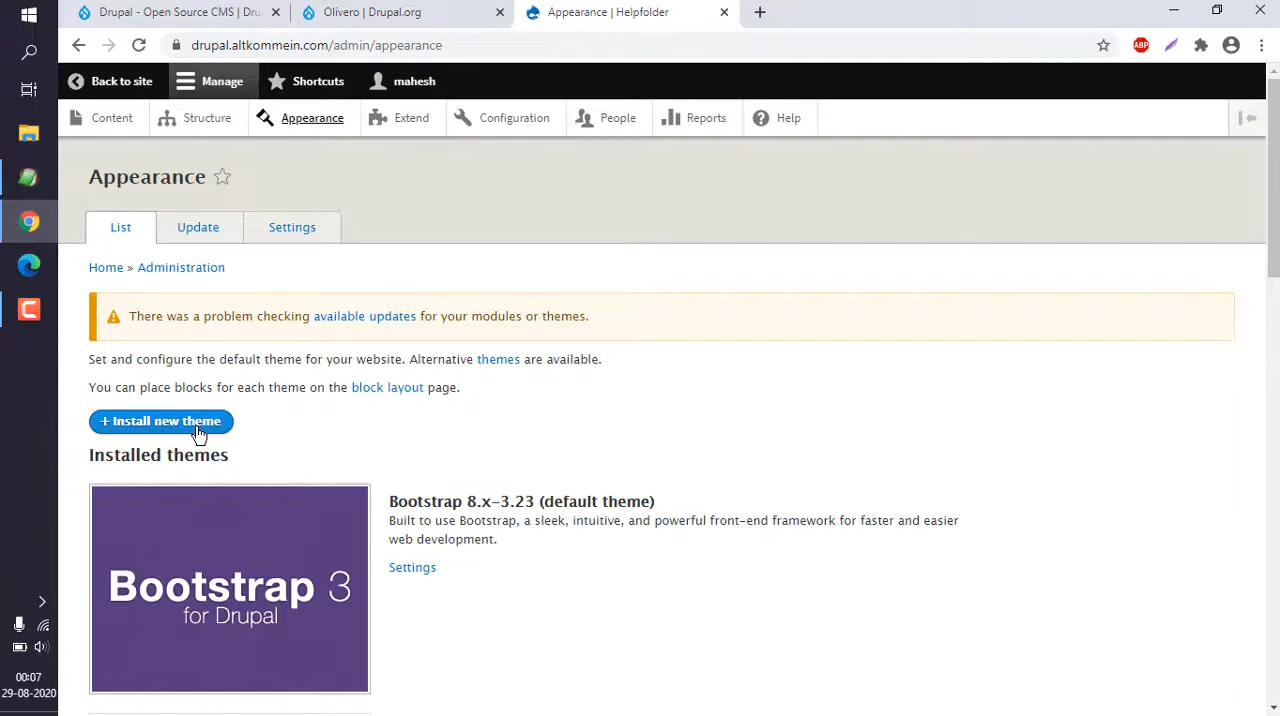 Drupal - Open Source CMS | Dru
Olivero | Drupal.org
Appearance | Helpfolder
drupal.altkommein.com/admin/appearance
ABP
Back to site
Manage
Shortcuts
mahesh
Content
Structure
Appearance
Extend
Configuration
People
Reports
Help
Appearance
List
Update
Settings
Home » Administration
There was a problem checking available updates for your modules or themes.
Set and configure the default theme for your website. Alternative themes are available.
You can place blocks for each theme on the block layout page.
+ Install new theme
Installed themes
Bootstrap 8.x-3.23 (default theme)
Built to use Bootstrap, a sleek, intuitive, and powerful front-end framework for faster and easier
web development.
Settings
Bootstrap 3
for Drupal
00:07
29-08-2020